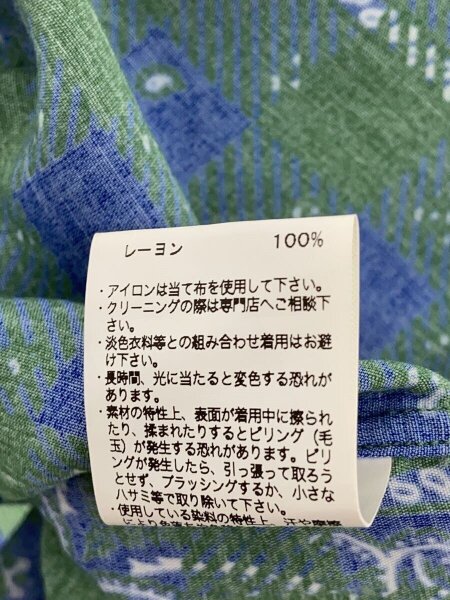 レーヨン 100%
・アイロンは当て布を使用して下さい。
・クリーニングの際は専門店へご相談下
さい。
・淡色衣料等との組み合わせ着用はお避
け下さい。
・長時間、光に当たると変色する恐れが
あります。
・素材の特性上、表面が着用中に擦られ
たり、揉まれたりするとピリング（毛
玉）が発生する恐れがあります。ピリ
ングが発生したら、引っ張って取ろう
とせず、ブラッシングするか、小さな
ハサミ等で取り除いて下さい。
・使用している染料の特性上、汗や摩擦
により色落ち